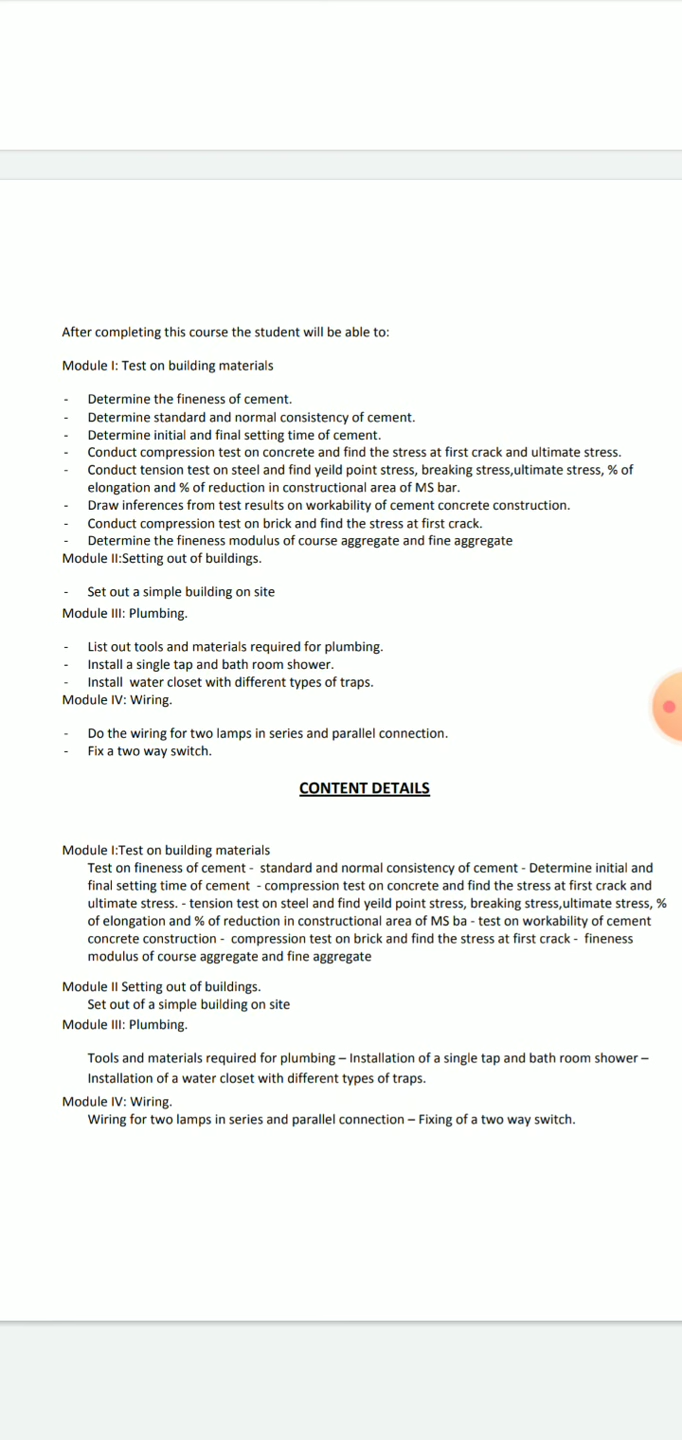 After completing this course the student will be able to:
Module I: Test on building materials
- Determine the fineness of cement.
- Determine standard and normal consistency of cement.
- Determine initial and final setting time of cement.
- Conduct compression test on concrete and find the stress at first crack and ultimate stress.
- Conduct tension test on steel and find yeild point stress, breaking stress,ultimate stress, % of
elongation and % of reduction in constructional area of MS bar.
- Draw inferences from test results on workability of cement concrete construction.
- Conduct compression test on brick and find the stress at first crack.
- Determine the fineness modulus of course aggregate and fine aggregate
Module II:Setting out of buildings.
- Set out a simple building on site
Module III: Plumbing.
- List out tools and materials required for plumbing.
- Install a single tap and bath room shower.
- Install  water closet with different types of traps.
Module IV: Wiring.
- Do the wiring for two lamps in series and parallel connection.
- Fix a two way switch.
CONTENT DETAILS
Module I:Test on building materials
Test on fineness of cement -  standard and normal consistency of cement - Determine initial and
final setting time of cement  - compression test on concrete and find the stress at first crack and
ultimate stress. - tension test on steel and find yeild point stress, breaking stress,ultimate stress, %
of elongation and % of reduction in constructional area of MS ba - test on workability of cement
concrete construction -  compression test on brick and find the stress at first crack -  fineness
modulus of course aggregate and fine aggregate
Module II Setting out of buildings.
Set out of a simple building on site
Module III: Plumbing.
Tools and materials required for plumbing – Installation of a single tap and bath room shower –
Installation of a water closet with different types of traps.
Module IV: Wiring.
Wiring for two lamps in series and parallel connection – Fixing of a two way switch.